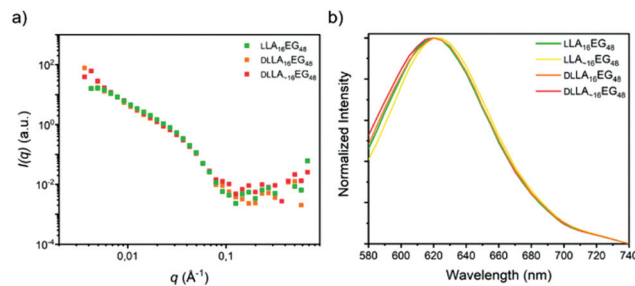 a)
LLA₁₆EG₄₈
DLLA₁₆EG₄₈
DLLA~₁₆EG₄₈
10²
10⁰
10⁻²
10⁻⁴
I(q) (a.u.)
0,01
0,1
q (Å⁻¹)
b)
LLA₁₆EG₄₈
LLA~₁₆EG₄₈
DLLA₁₆EG₄₈
DLLA~₁₆EG₄₈
Normalized Intensity
580 600 620 640 660 680 700 720 740
Wavelength (nm)